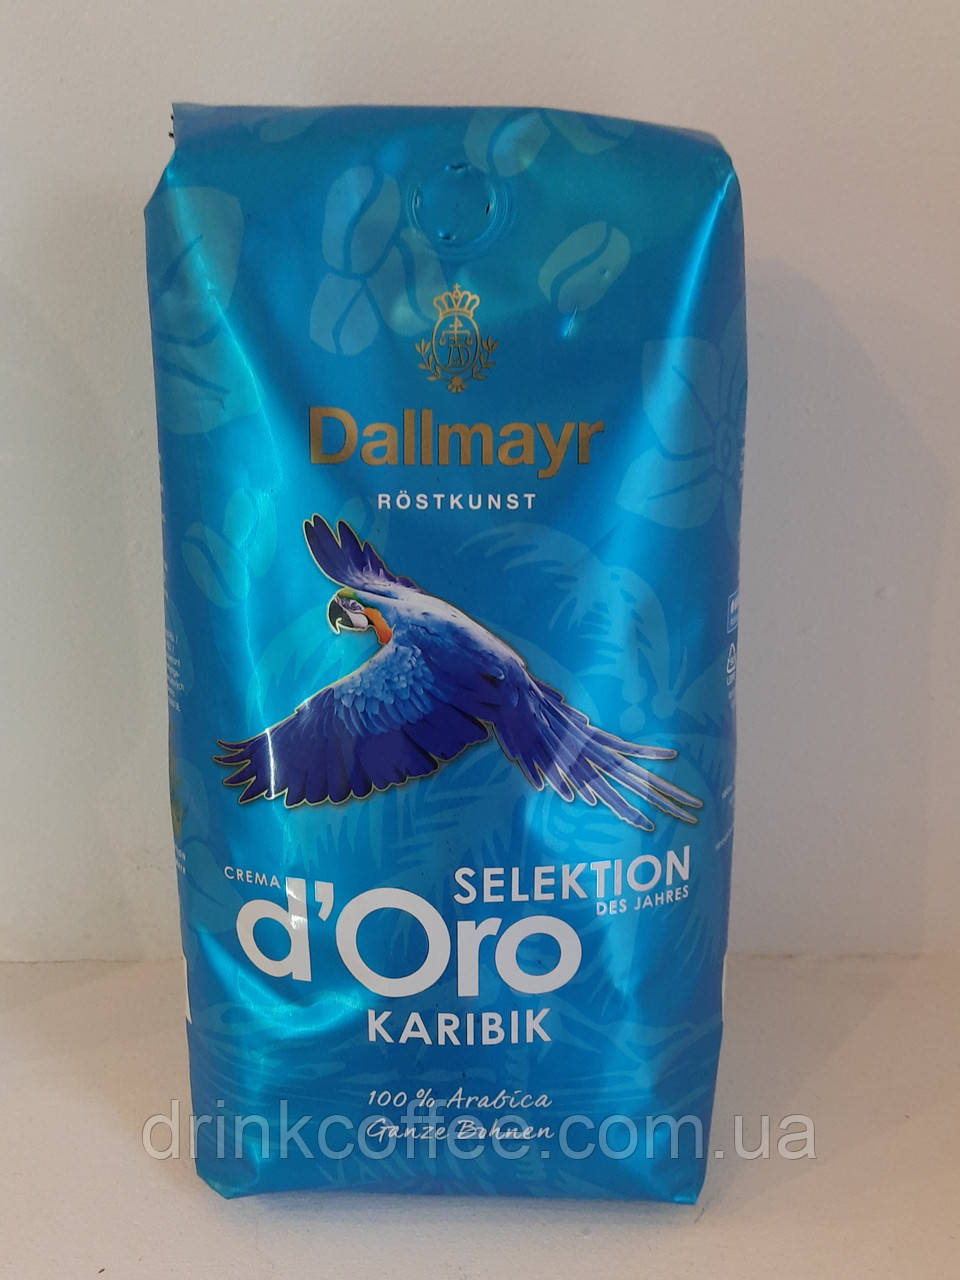 Dallmayr
RÖSTKUNST
CREMA
d'Oro
SELEKTION
DES JAHRES
KARIBIK
100 % Arabica
Ganze Bohnen
drinkcoffee.com.ua